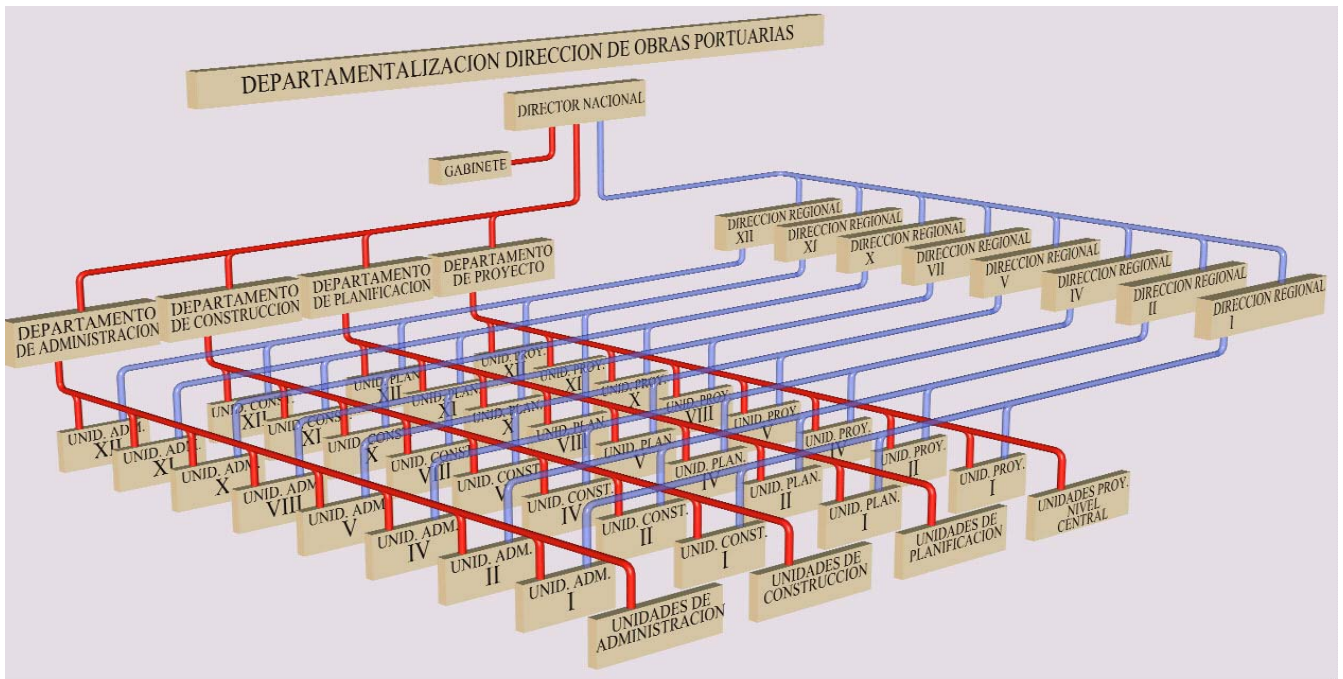 DEPARTAMENTALIZACION DIRECCION DE OBRAS PORTUARIAS
DIRECTOR NACIONAL
GABINETE
DIRECCION REGIONAL
XII
DIRECCION REGIONAL
XI
DIRECCION REGIONAL
X
DIRECCION REGIONAL
VII
DIRECCION REGIONAL
V
DIRECCION REGIONAL
IV
DIRECCION REGIONAL
II
DIRECCION REGIONAL
I
DEPARTAMENTO
DE ADMINISTRACION
DEPARTAMENTO
DE CONSTRUCCION
DEPARTAMENTO
DE PLANIFICACION
DEPARTAMENTO
DE PROYECTO
UNID. PROY.
XII
UNID. PROY.
XI
UNID. PROY.
X
UNID. PROY.
VIII
UNID. PROY
V
UNID. PROY.
IV
UNID. PROY.
II
UNID. PROY.
I
UNIDADES PROY.
NIVEL
CENTRAL
UNID. PLAN.
XII
UNID. PLAN.
XI
UNID. PLAN.
X
UNID. PLAN.
VIII
UNID. PLAN.
V
UNID. PLAN.
IV
UNID. PLAN.
II
UNID. PLAN.
I
UNIDADES DE
PLANIFICACION
UNID. CONST.
XII
UNID. CONST.
XI
UNID. CONST.
X
UNID. CONST.
VIII
UNID. CONST.
V
UNID. CONST.
IV
UNID. CONST.
II
UNID. CONST.
I
UNIDADES DE
CONSTRUCCION
UNID. ADM.
XII
UNID. ADM.
XI
UNID. ADM.
X
UNID. ADM.
VIII
UNID. ADM.
V
UNID. ADM.
IV
UNID. ADM.
II
UNID. ADM.
I
UNIDADES DE
ADMINISTRACION